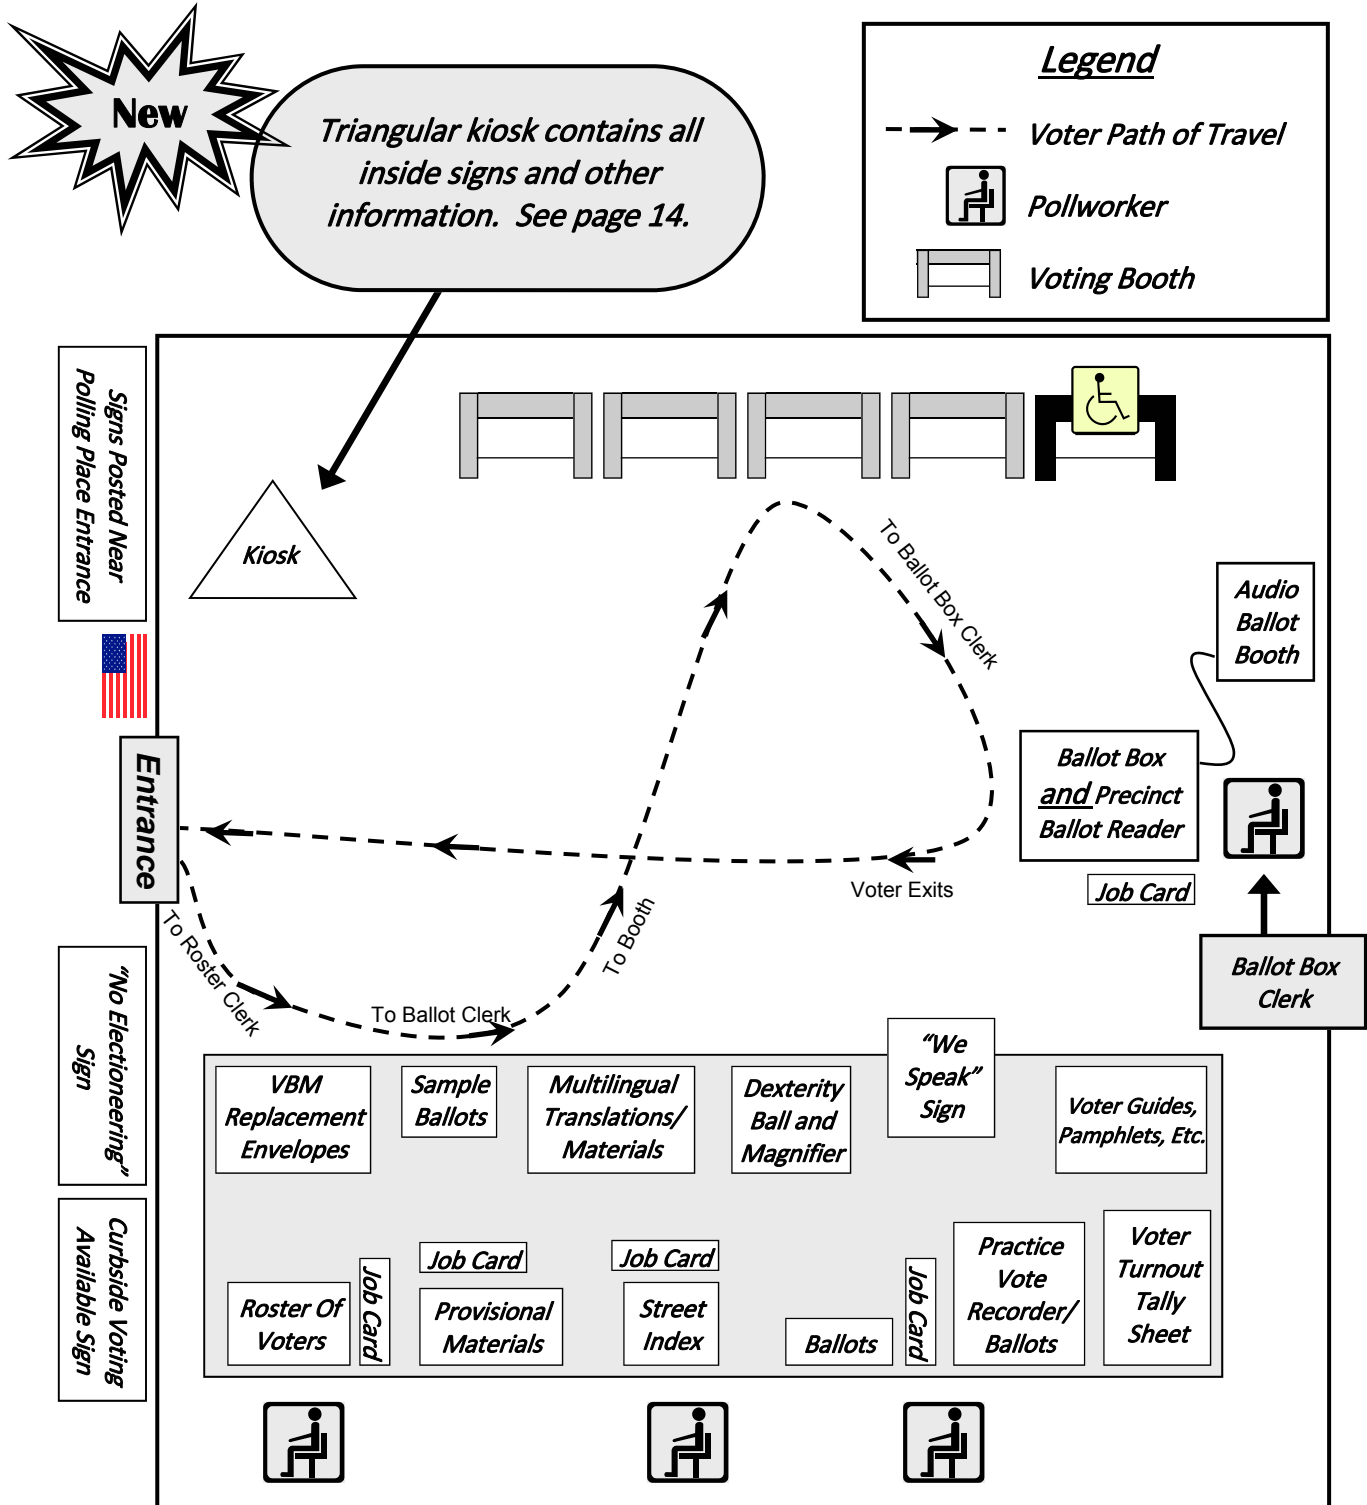 New
Triangular kiosk contains all
inside signs and other
information.  See page 14.
Legend
Voter Path of Travel
Pollworker
Voting Booth
Signs Posted Near
Polling Place Entrance
Kiosk
To Ballot Box Clerk
Audio
Ballot
Booth
Entrance
Ballot Box
and Precinct
Ballot Reader
Job Card
Voter Exits
To Booth
To Roster Clerk
To Ballot Clerk
Ballot Box
Clerk
“No Electioneering”
Sign
Curbside Voting
Available Sign
VBM
Replacement
Envelopes
Sample
Ballots
Multilingual
Translations/
Materials
Dexterity
Ball and
Magnifier
“We
Speak”
Sign
Voter Guides,
Pamphlets, Etc.
Roster Of
Voters
Job Card
Job Card
Provisional
Materials
Job Card
Street
Index
Ballots
Job Card
Practice
Vote
Recorder/
Ballots
Voter
Turnout
Tally
Sheet